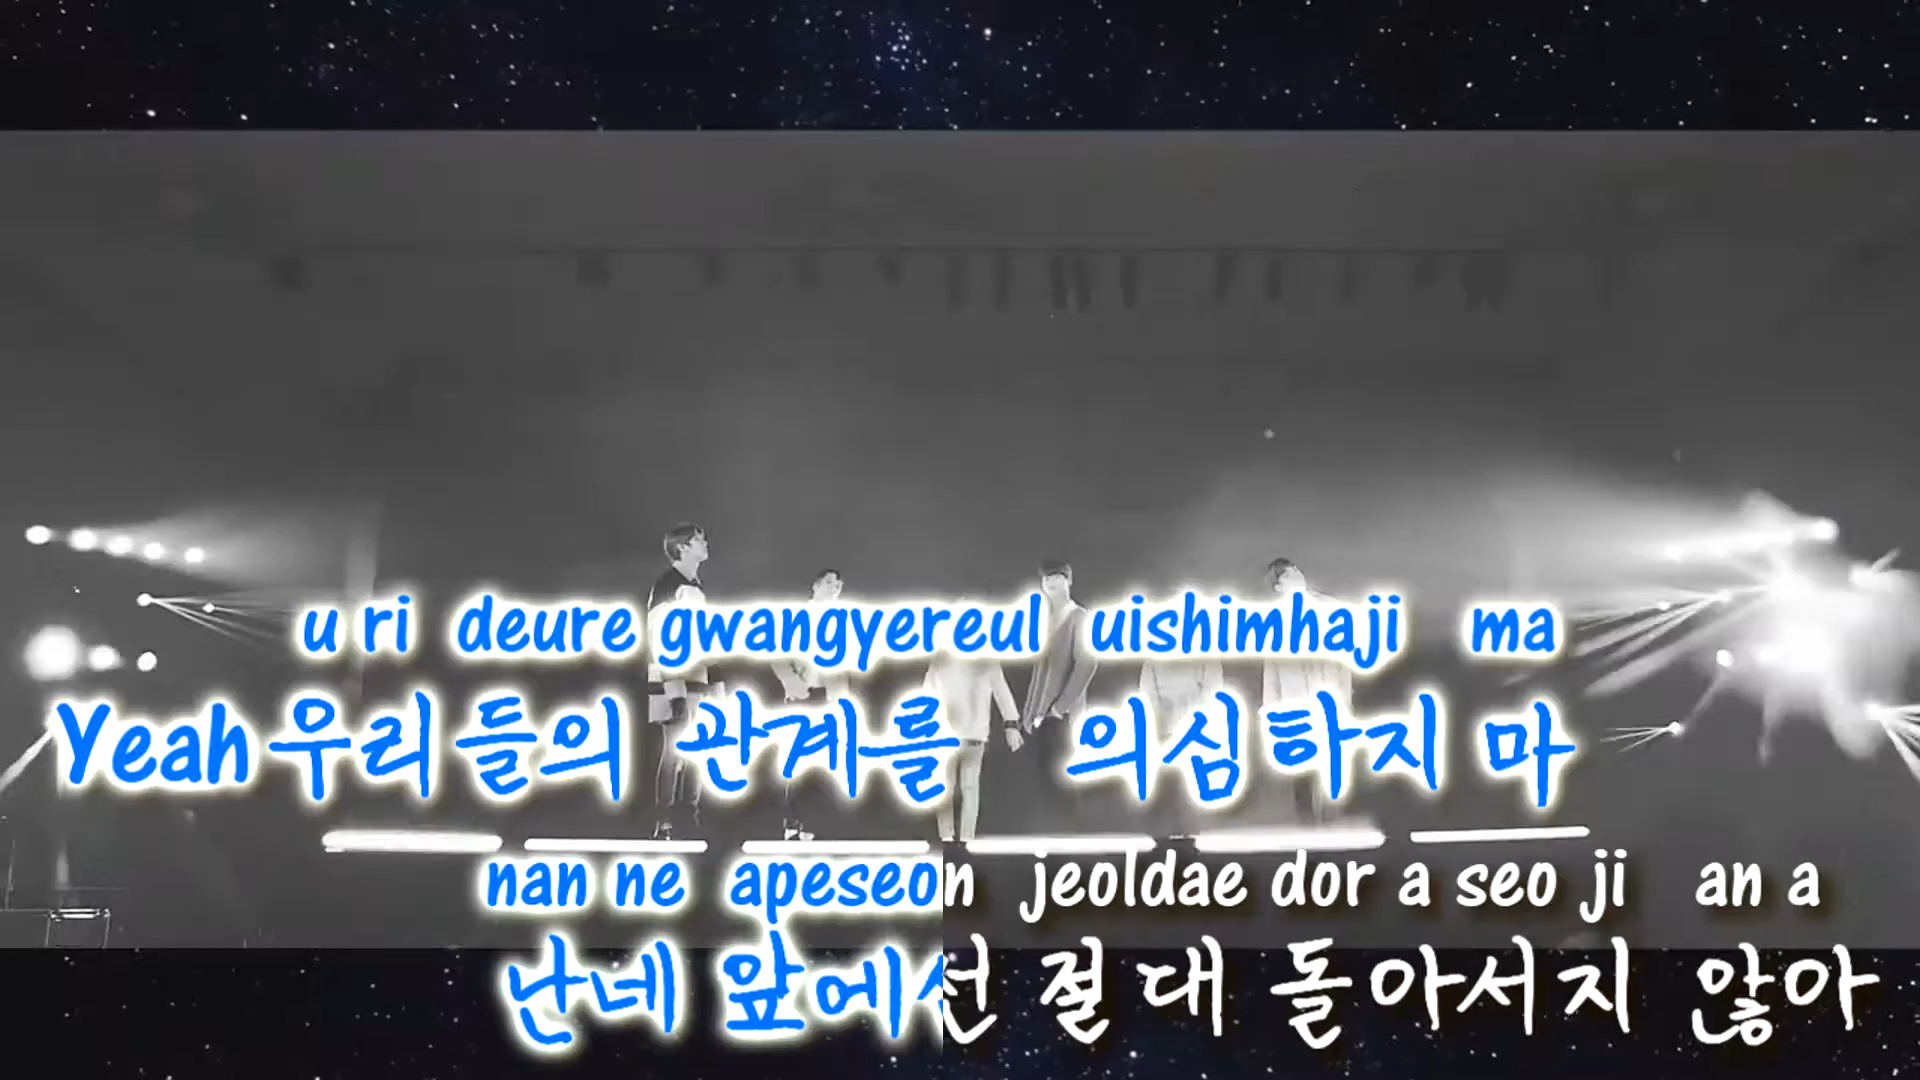 u ri deure gwangyereul uishimhaji ma
Yeah 우리들의 관계를 의심하지 마
nan ne apeseon jeoldae dor a seo ji an a
난 네 앞에선 절대 돌아서지 않아